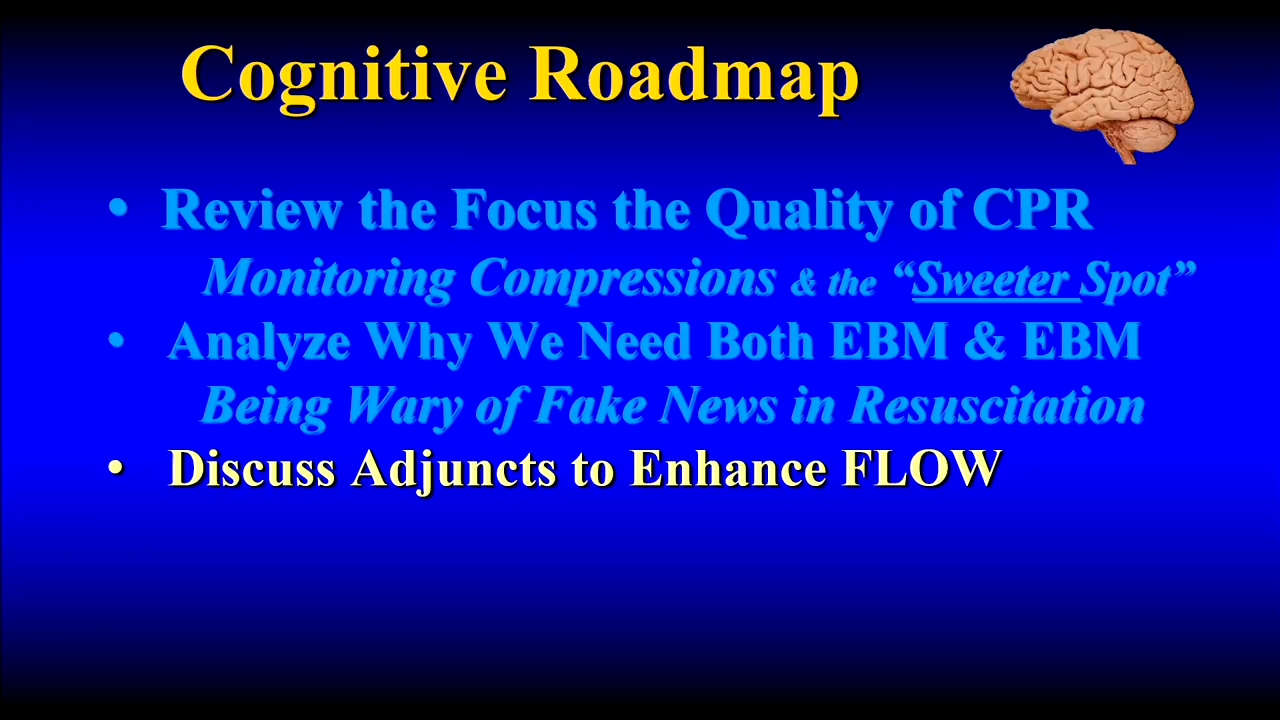 Cognitive Roadmap
• Review the Focus the Quality of CPR
Monitoring Compressions & the “Sweeter Spot”
• Analyze Why We Need Both EBM & EBM
Being Wary of Fake News in Resuscitation
• Discuss Adjuncts to Enhance FLOW